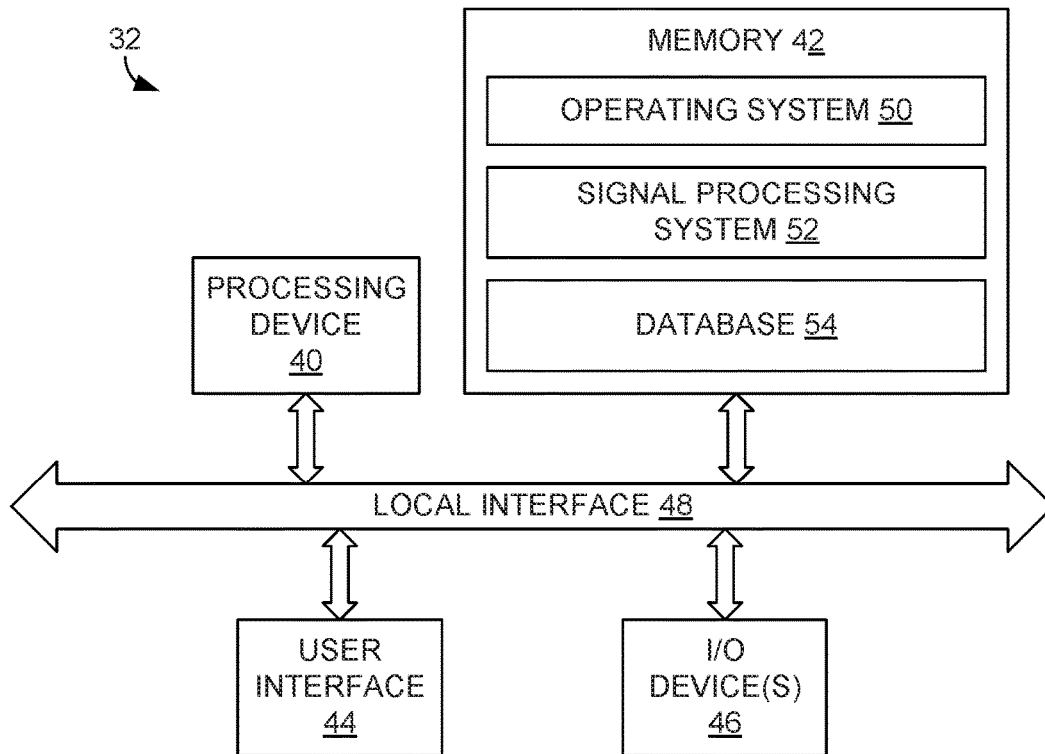 32
MEMORY 42
OPERATING SYSTEM 50
SIGNAL PROCESSING
SYSTEM 52
DATABASE 54
PROCESSING
DEVICE
40
LOCAL INTERFACE 48
USER
INTERFACE
44
I/O
DEVICE(S)
46